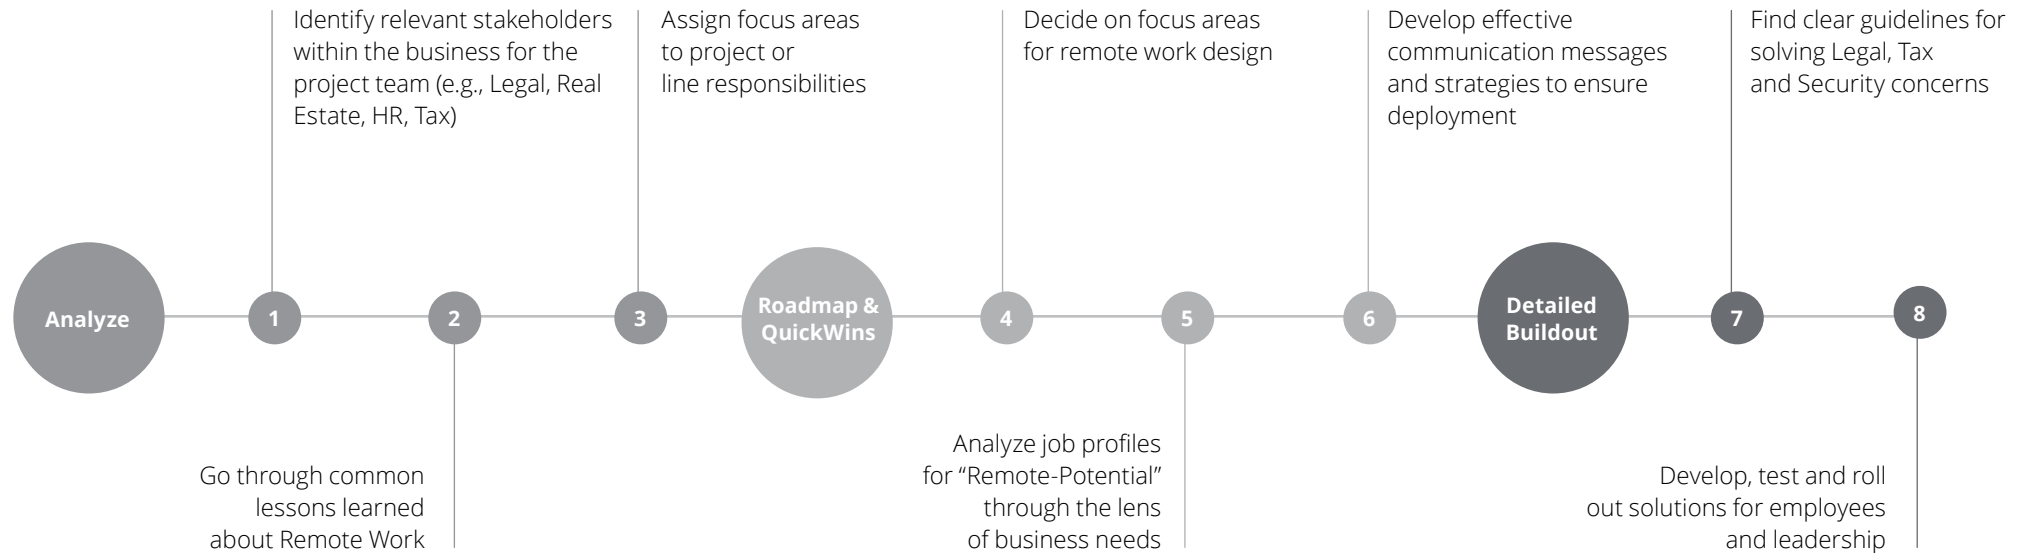 Identify relevant stakeholders
within the business for the
project team (e.g., Legal, Real
Estate, HR, Tax)
Assign focus areas
to project or
line responsibilities
Decide on focus areas
for remote work design
Develop effective
communication messages
and strategies to ensure
deployment
Find clear guidelines for
solving Legal, Tax
and Security concerns
Analyze
1
2
3
Roadmap &
QuickWins
4
5
6
Detailed
Buildout
7
8
Go through common
lessons learned
about Remote Work
Analyze job profiles
for “Remote-Potential”
through the lens
of business needs
Develop, test and roll
out solutions for employees
and leadership